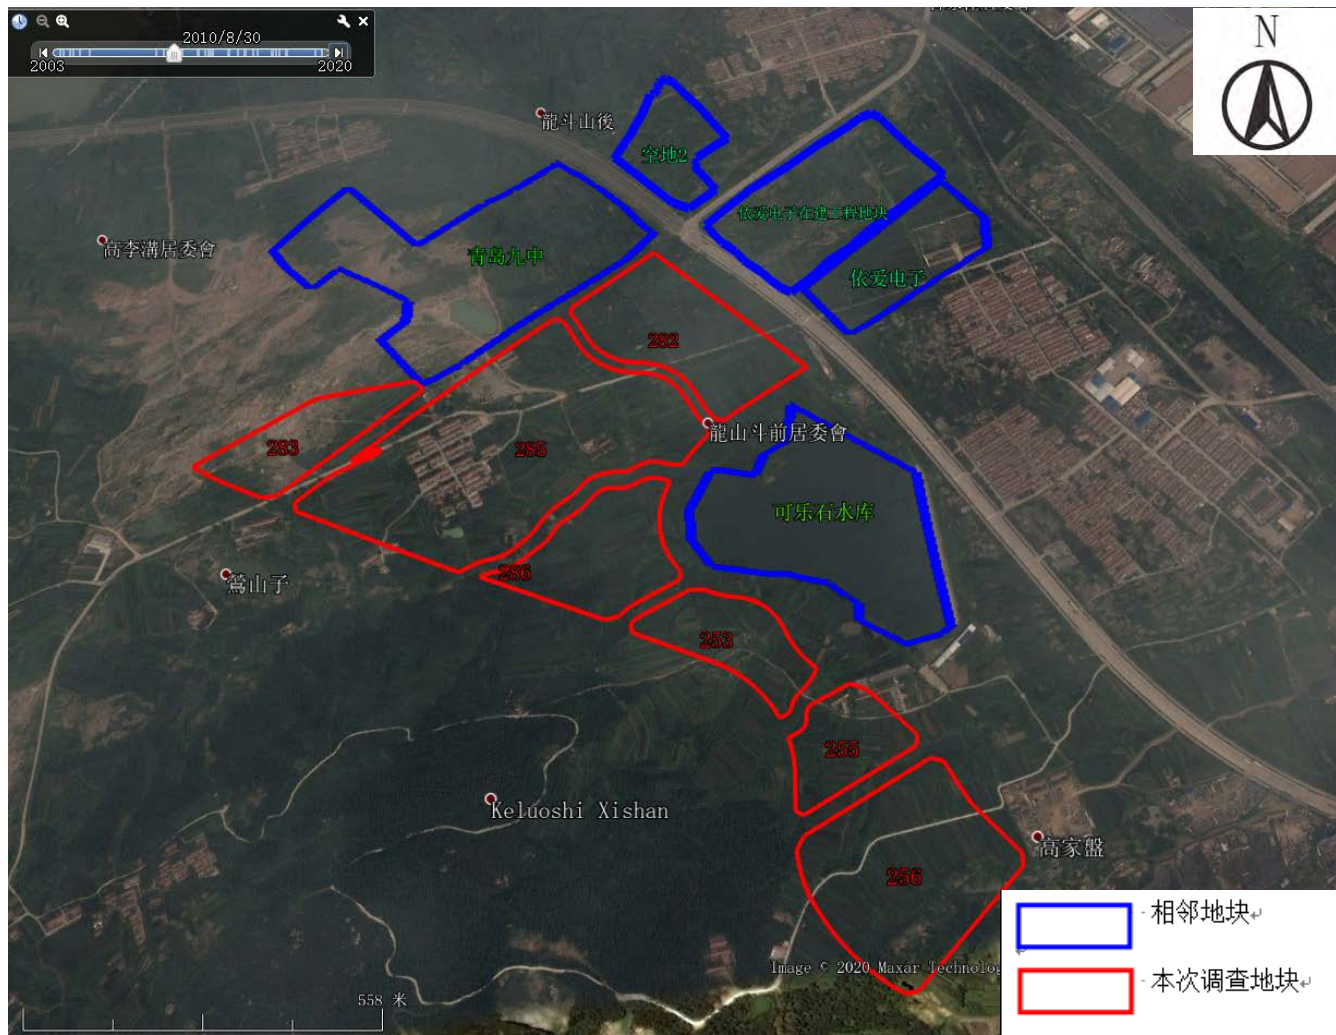 2010/8/30
2003
2020
N
龍斗山後
空地2
依爱电子在建工程地块
高李溝居委會
青岛九中
依爱电子
282
龍山斗前居委會
283
285
可乐石水库
286
鶯山子
253
255
Keluoshi Xishan
高家盤
256
相邻地块
Image © 2020 Maxar Technolog
本次调查地块
558 米